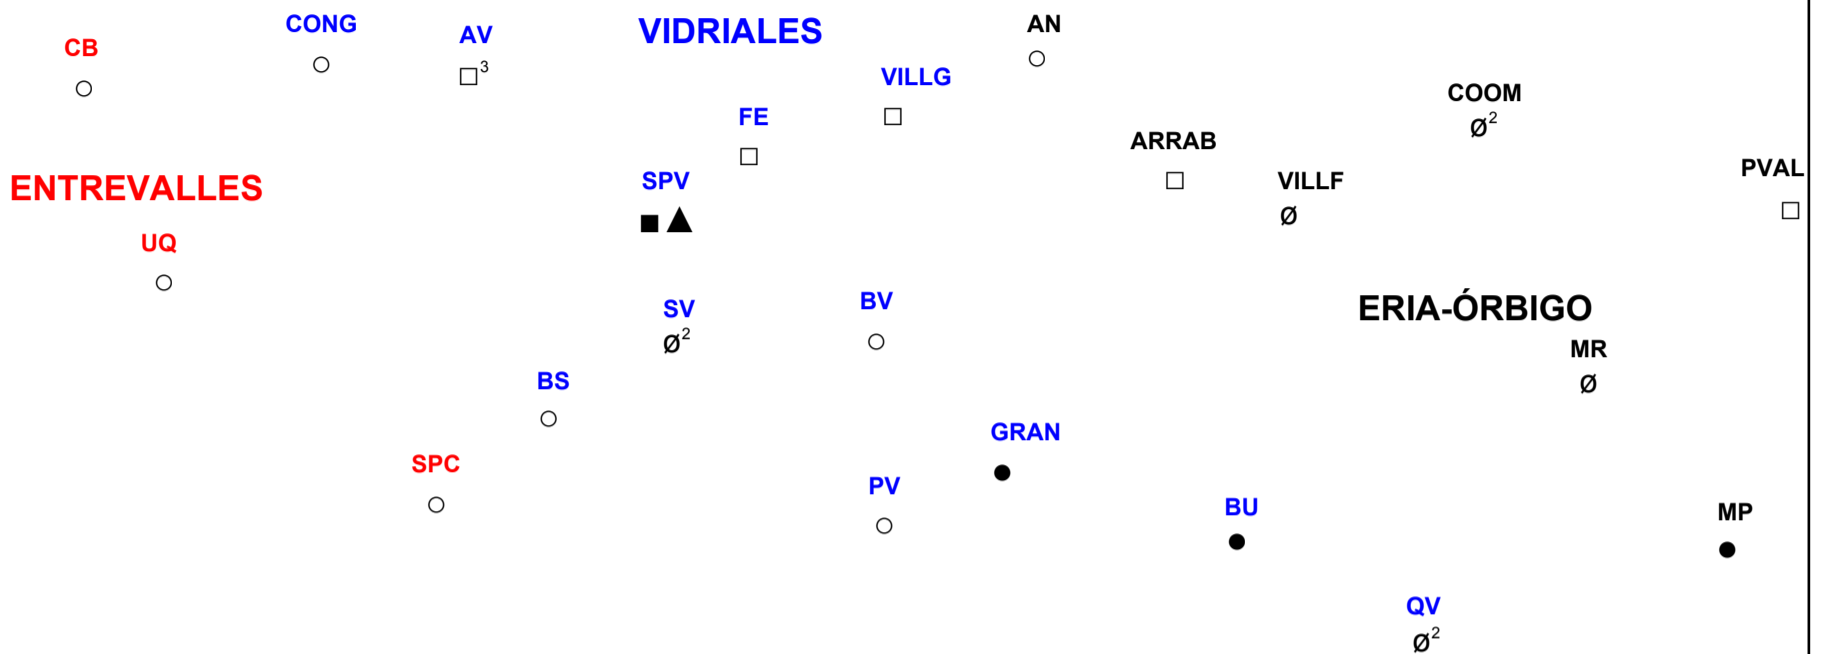 CONG
AN
VIDRIALES
AV
CB
3
VILLG
COOM
FE
Ø²
ARRAB
PVAL
SPV
VILLF
ENTREVALLES
Ø
UQ
BV
ERIA-ÓRBIGO
SV
Ø²
MR
BS
Ø
GRAN
SPC
PV
BU
MP
QV
Ø²